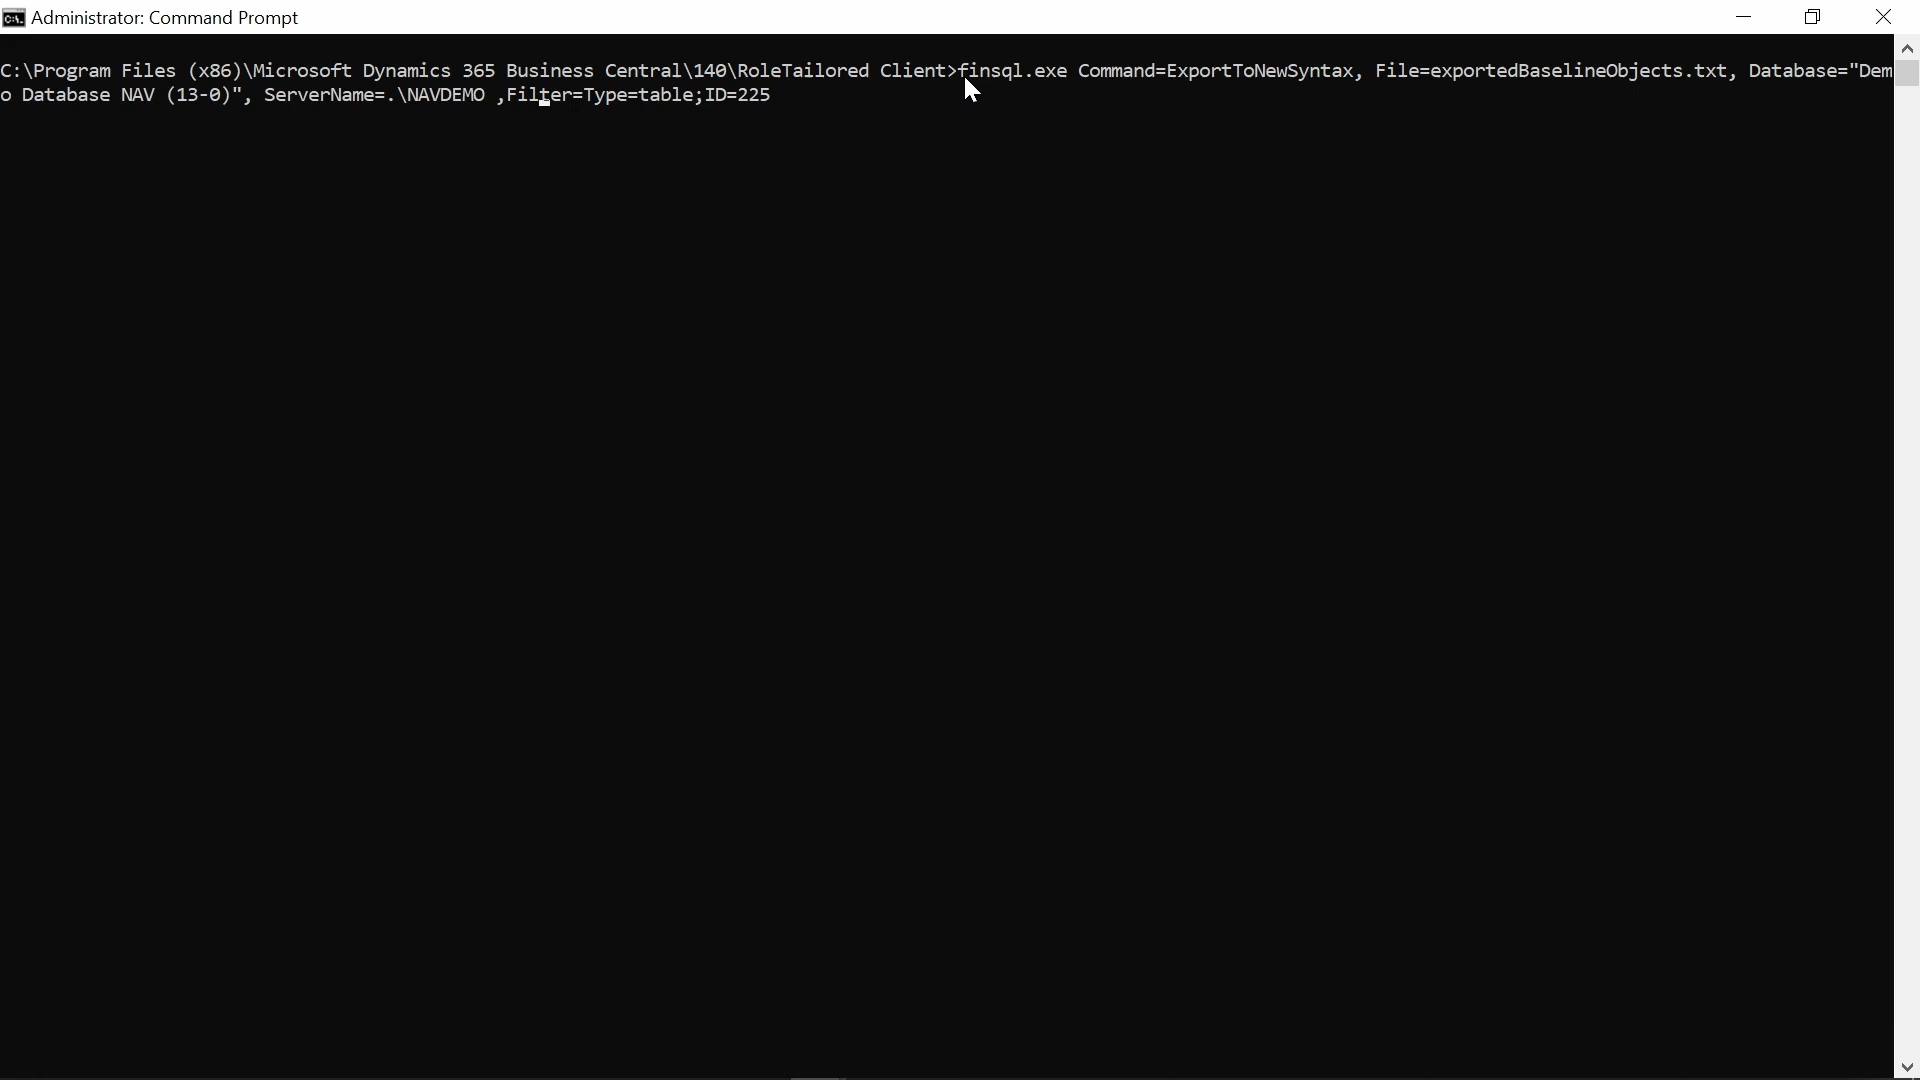 Administrator: Command Prompt
C:\Program Files (x86)\Microsoft Dynamics 365 Business Central\140\RoleTailored Client>finsql.exe Command=ExportToNewSyntax, File=exportedBaselineObjects.txt, Database="Dem
o Database NAV (13-0)", ServerName=.\NAVDEMO ,Filter=Type=table;ID=225